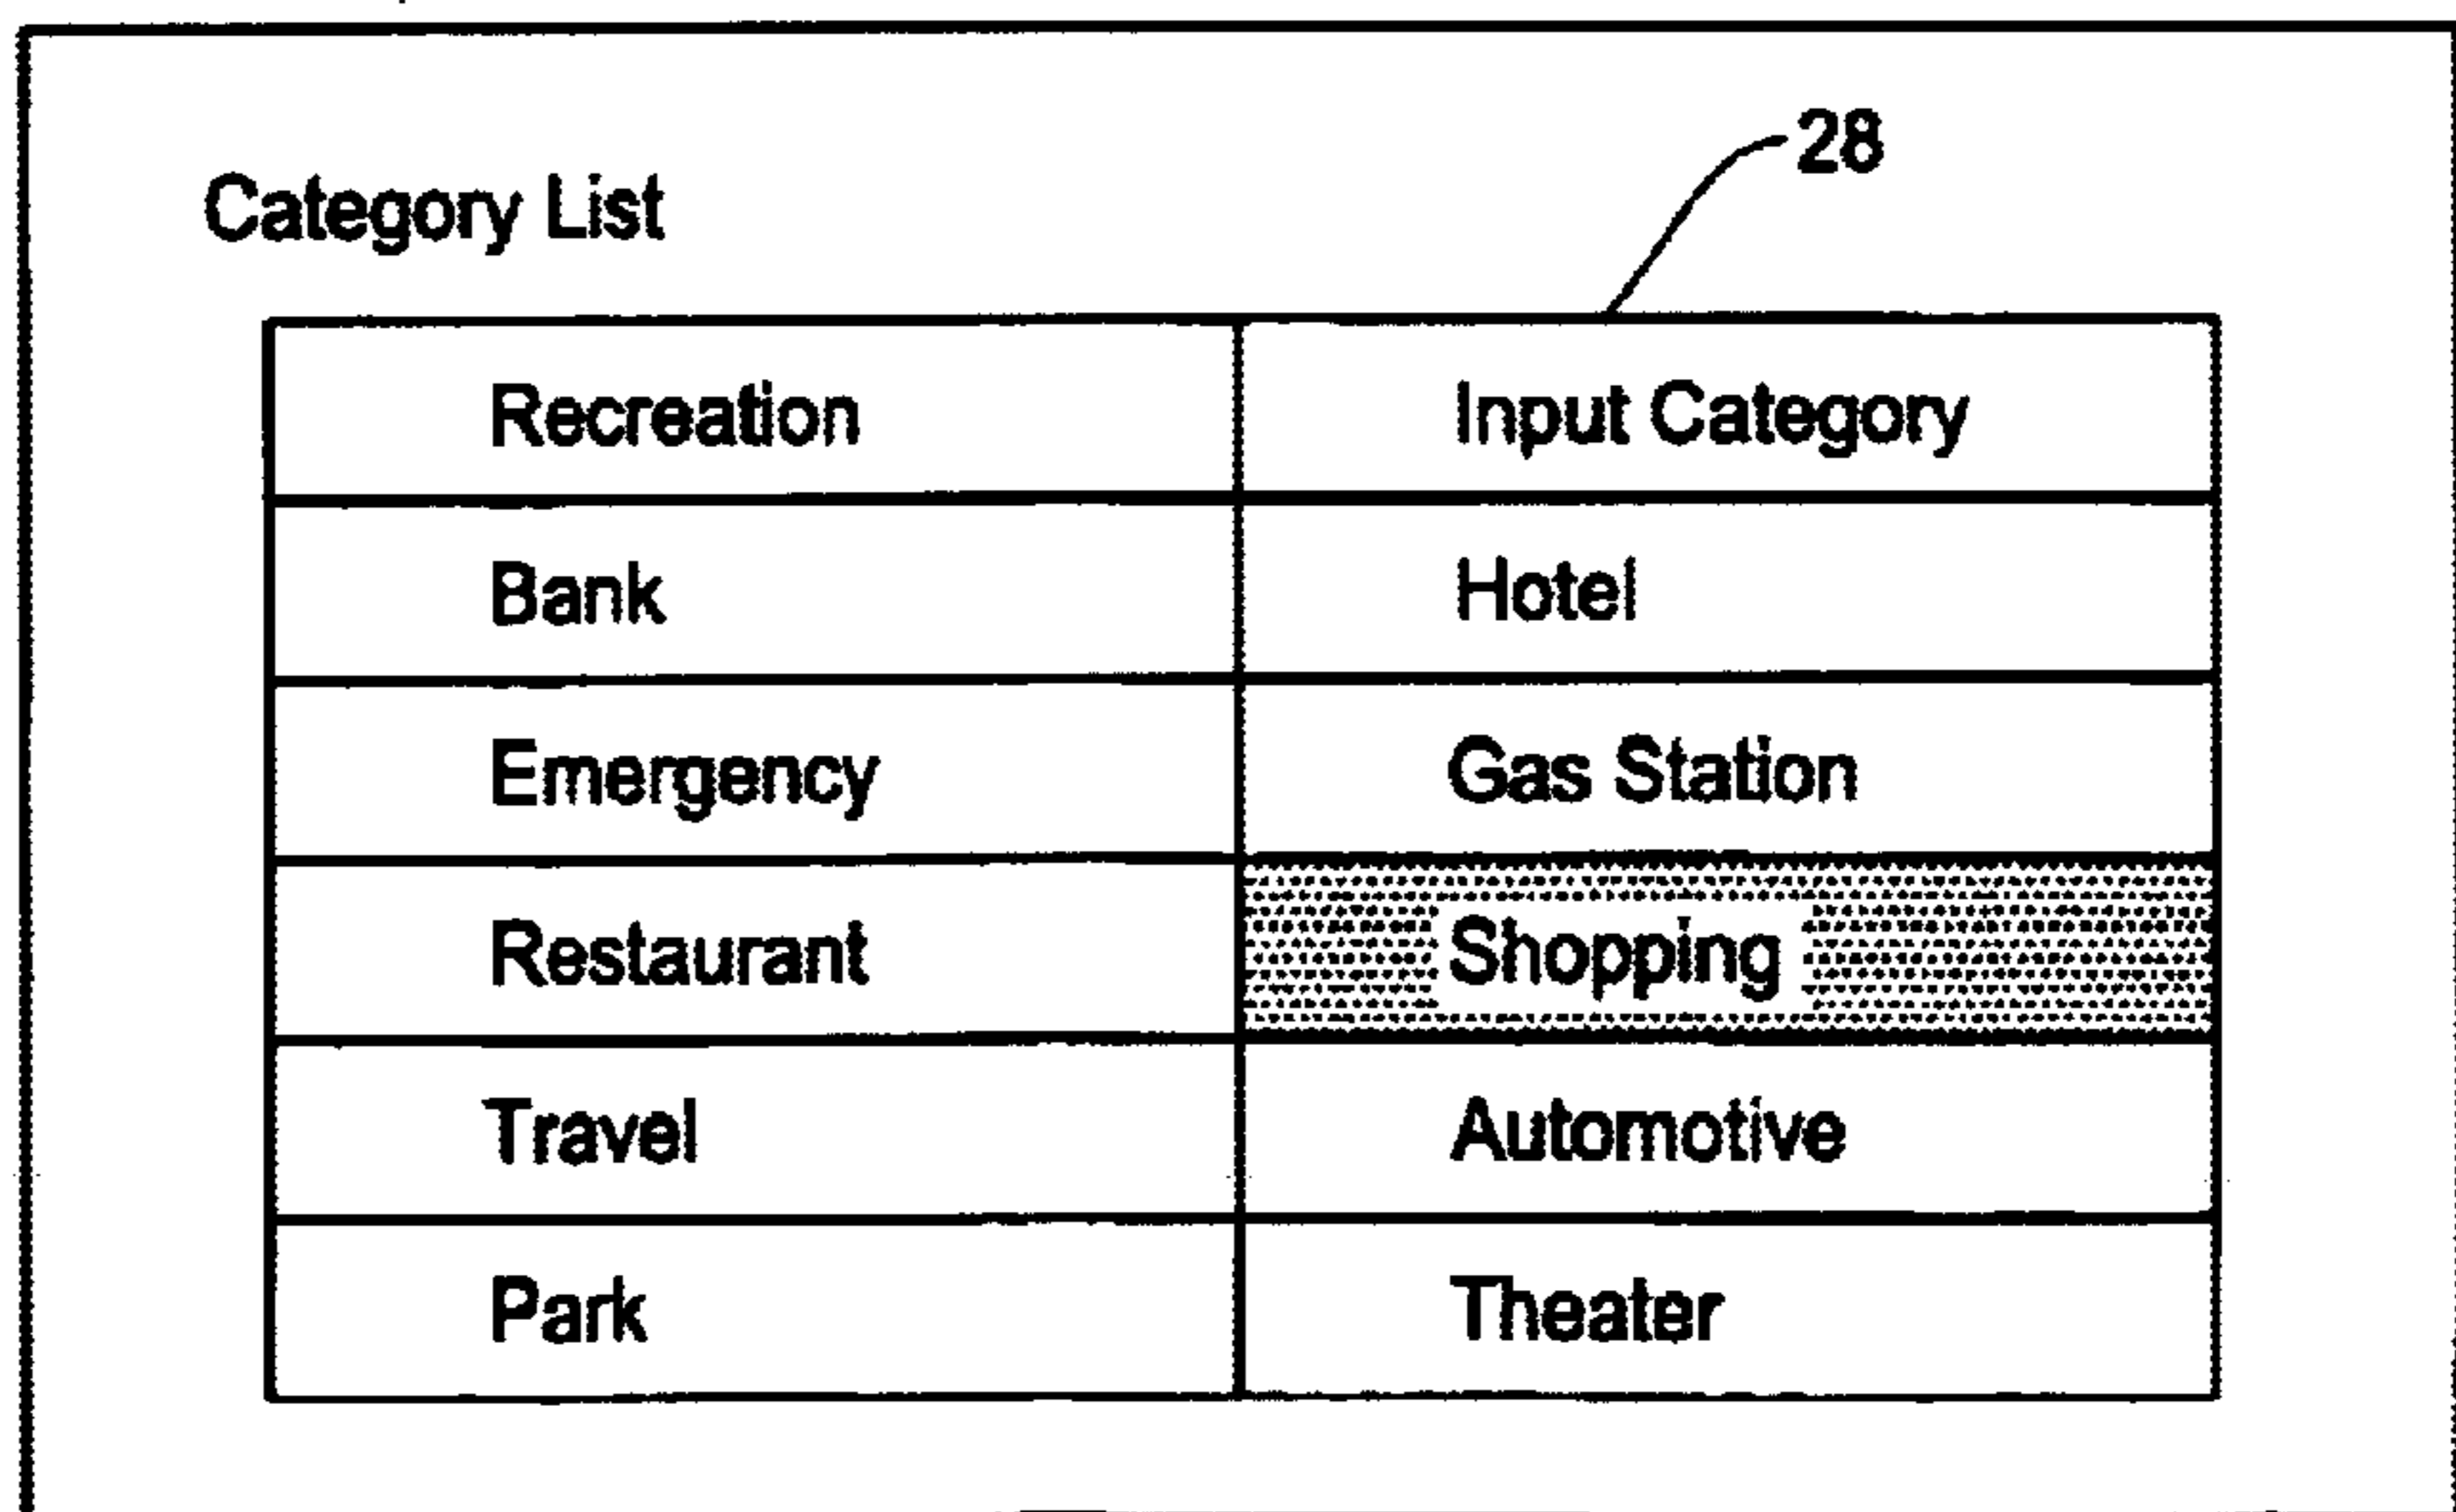 28
Category List
Recreation Input Category
Bank Hotel
Emergency Gas Station
Restaurant Shopping
Travel Automotive
Park Theater